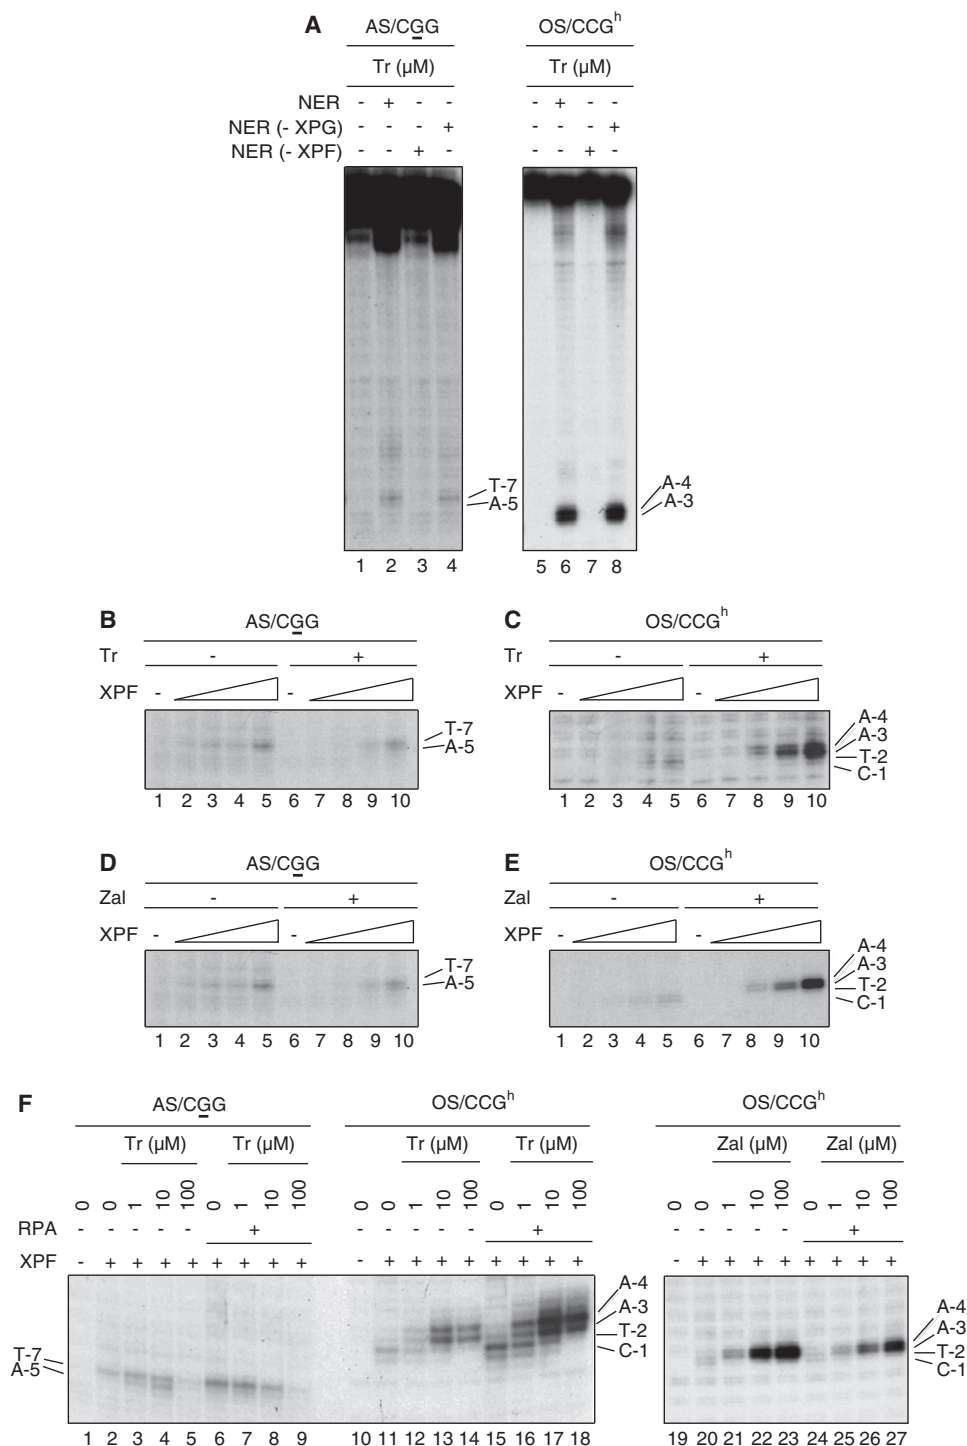 A AS/CGG OS/CCGʰ
Tr (µM) Tr (µM)
NER - + - - - + - -
NER (- XPG) - - - + - - - +
NER (- XPF) - - + - - - + -
T-7
A-5
A-4
A-3
1 2 3 4 5 6 7 8
B AS/CGG C OS/CCGʰ
Tr - + Tr - +
XPF - - XPF - -
T-7
A-5
A-4
A-3
T-2
C-1
1 2 3 4 5 6 7 8 9 10 1 2 3 4 5 6 7 8 9 10
D AS/CGG E OS/CCGʰ
Zal - + Zal - +
XPF - - XPF - -
T-7
A-5
A-4
A-3
T-2
C-1
1 2 3 4 5 6 7 8 9 10 1 2 3 4 5 6 7 8 9 10
F AS/CGG OS/CCGʰ OS/CCGʰ
Tr (µM) Tr (µM) Tr (µM) Tr (µM) Zal (µM) Zal (µM)
0 0 1 10 100 0 1 10 100 0 0 1 10 100 0 1 10 100 0 0 1 10 100 0 1 10 100
RPA - - - - - + - - - - - + - - - - - +
XPF - + + + + + + + + - + + + + + + + + - + + + + + + + +
T-7
A-5
A-4
A-3
T-2
C-1
A-4
A-3
T-2
C-1
1 2 3 4 5 6 7 8 9 10 11 12 13 14 15 16 17 18 19 20 21 22 23 24 25 26 27